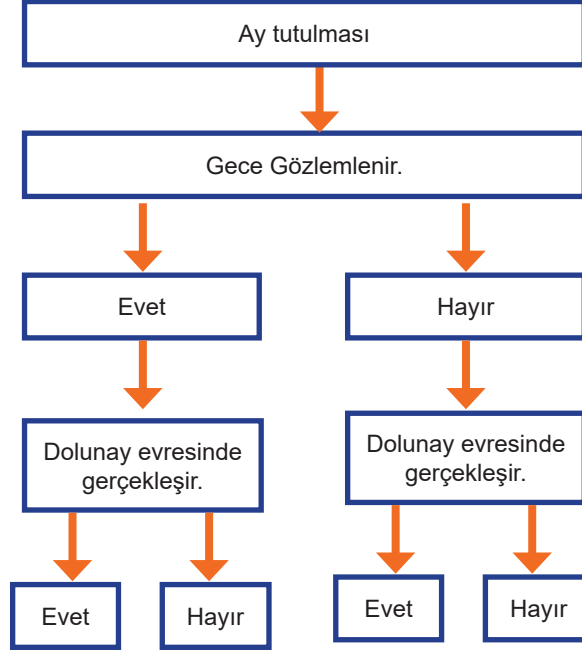 Ay tutulması
Gece Gözlemlenir.
Evet
Hayır
Dolunay evresinde
gerçekleşir.
Dolunay evresinde
gerçekleşir.
Evet
Hayır
Evet
Hayır